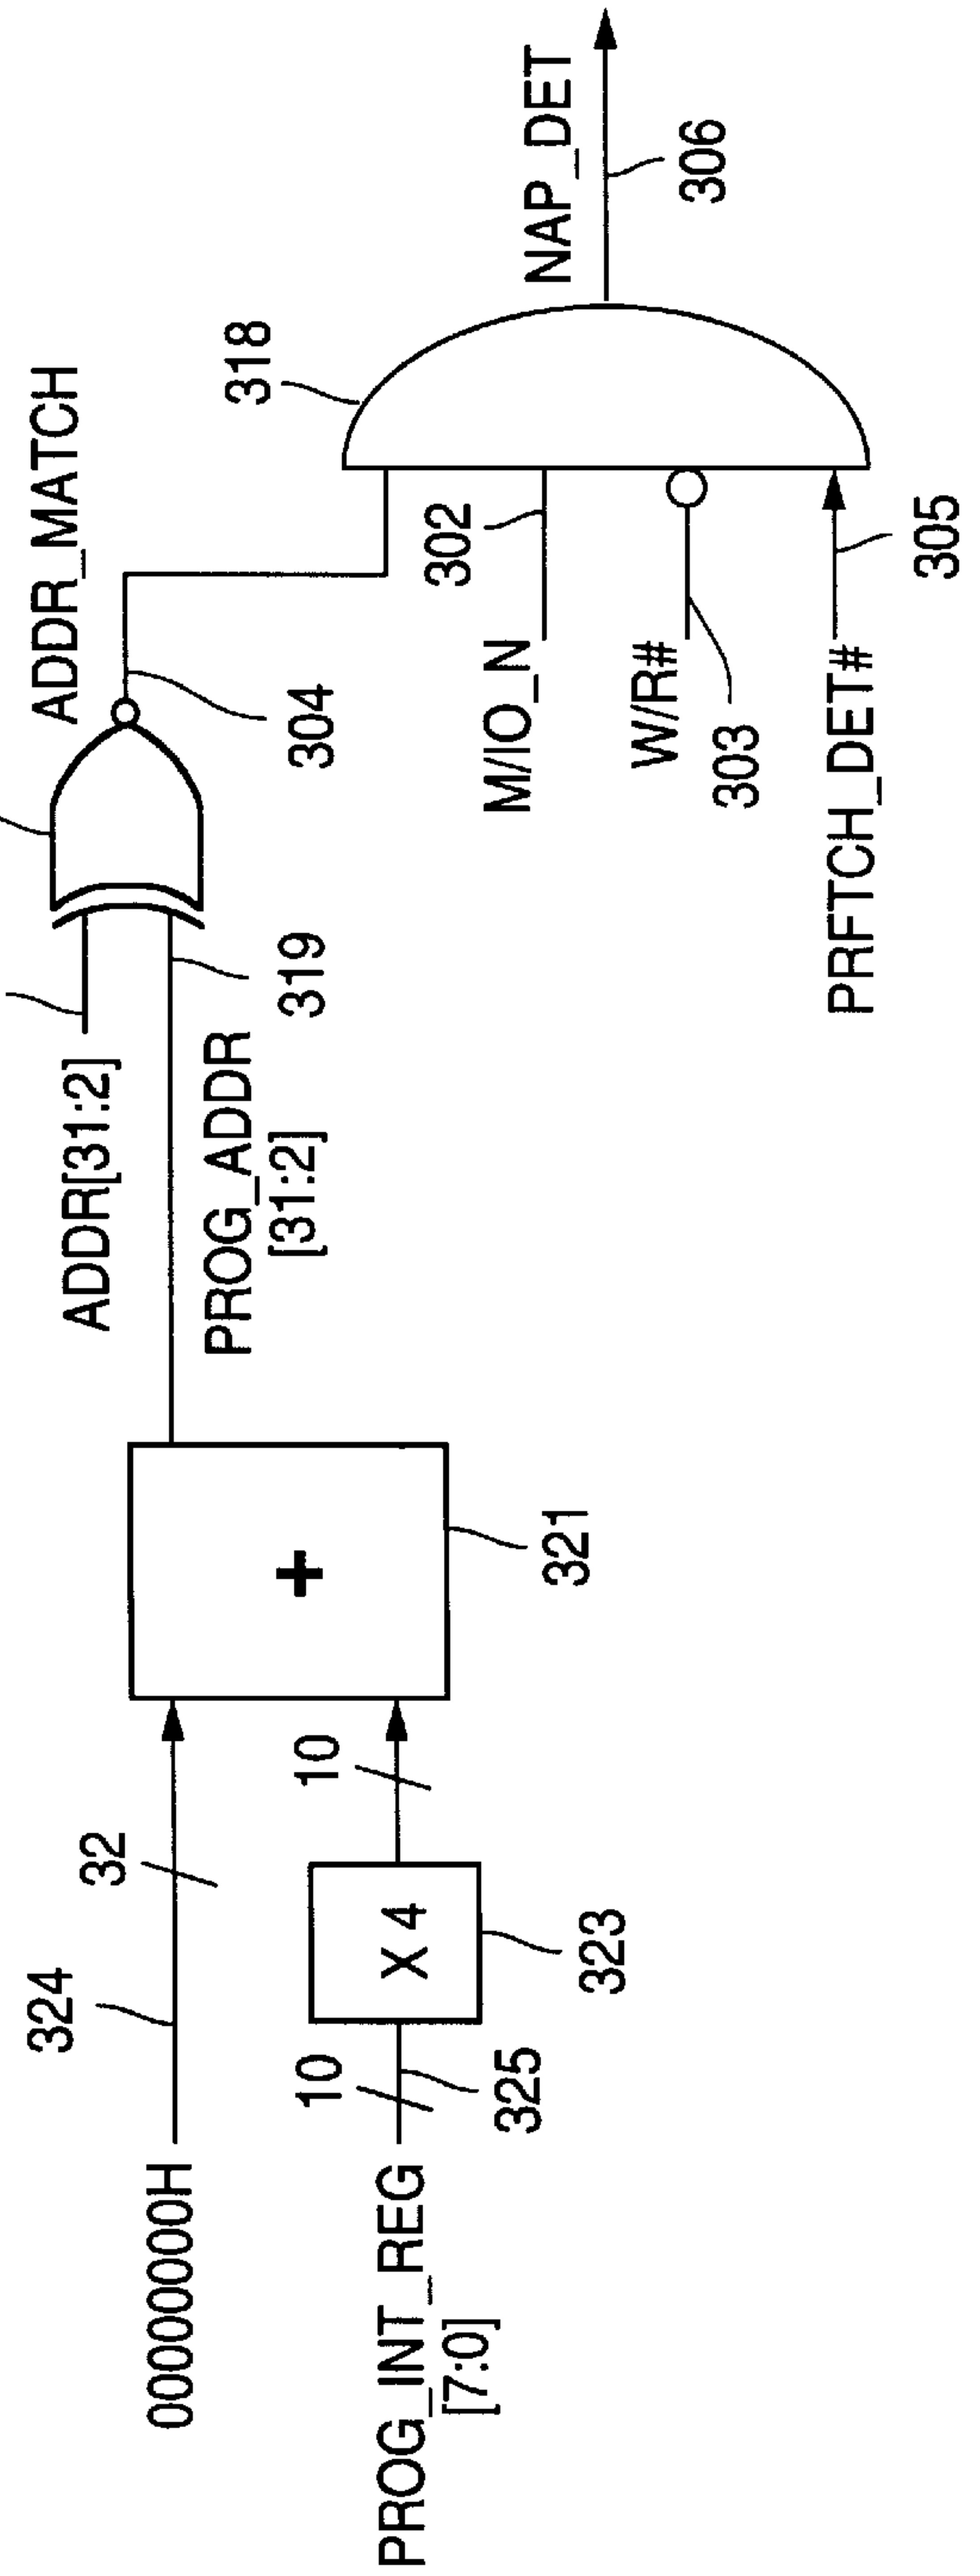 324
32
0000000H
ADDR[31:2]
ADDR_MATCH
PROG_ADDR
[31:2]
319
304
318
10
10
+
X 4
PROG_INT_REG
[7:0]
325
323
321
302
M/IO_N
NAP_DET
306
W/R#
303
PRFTCH_DET#
305